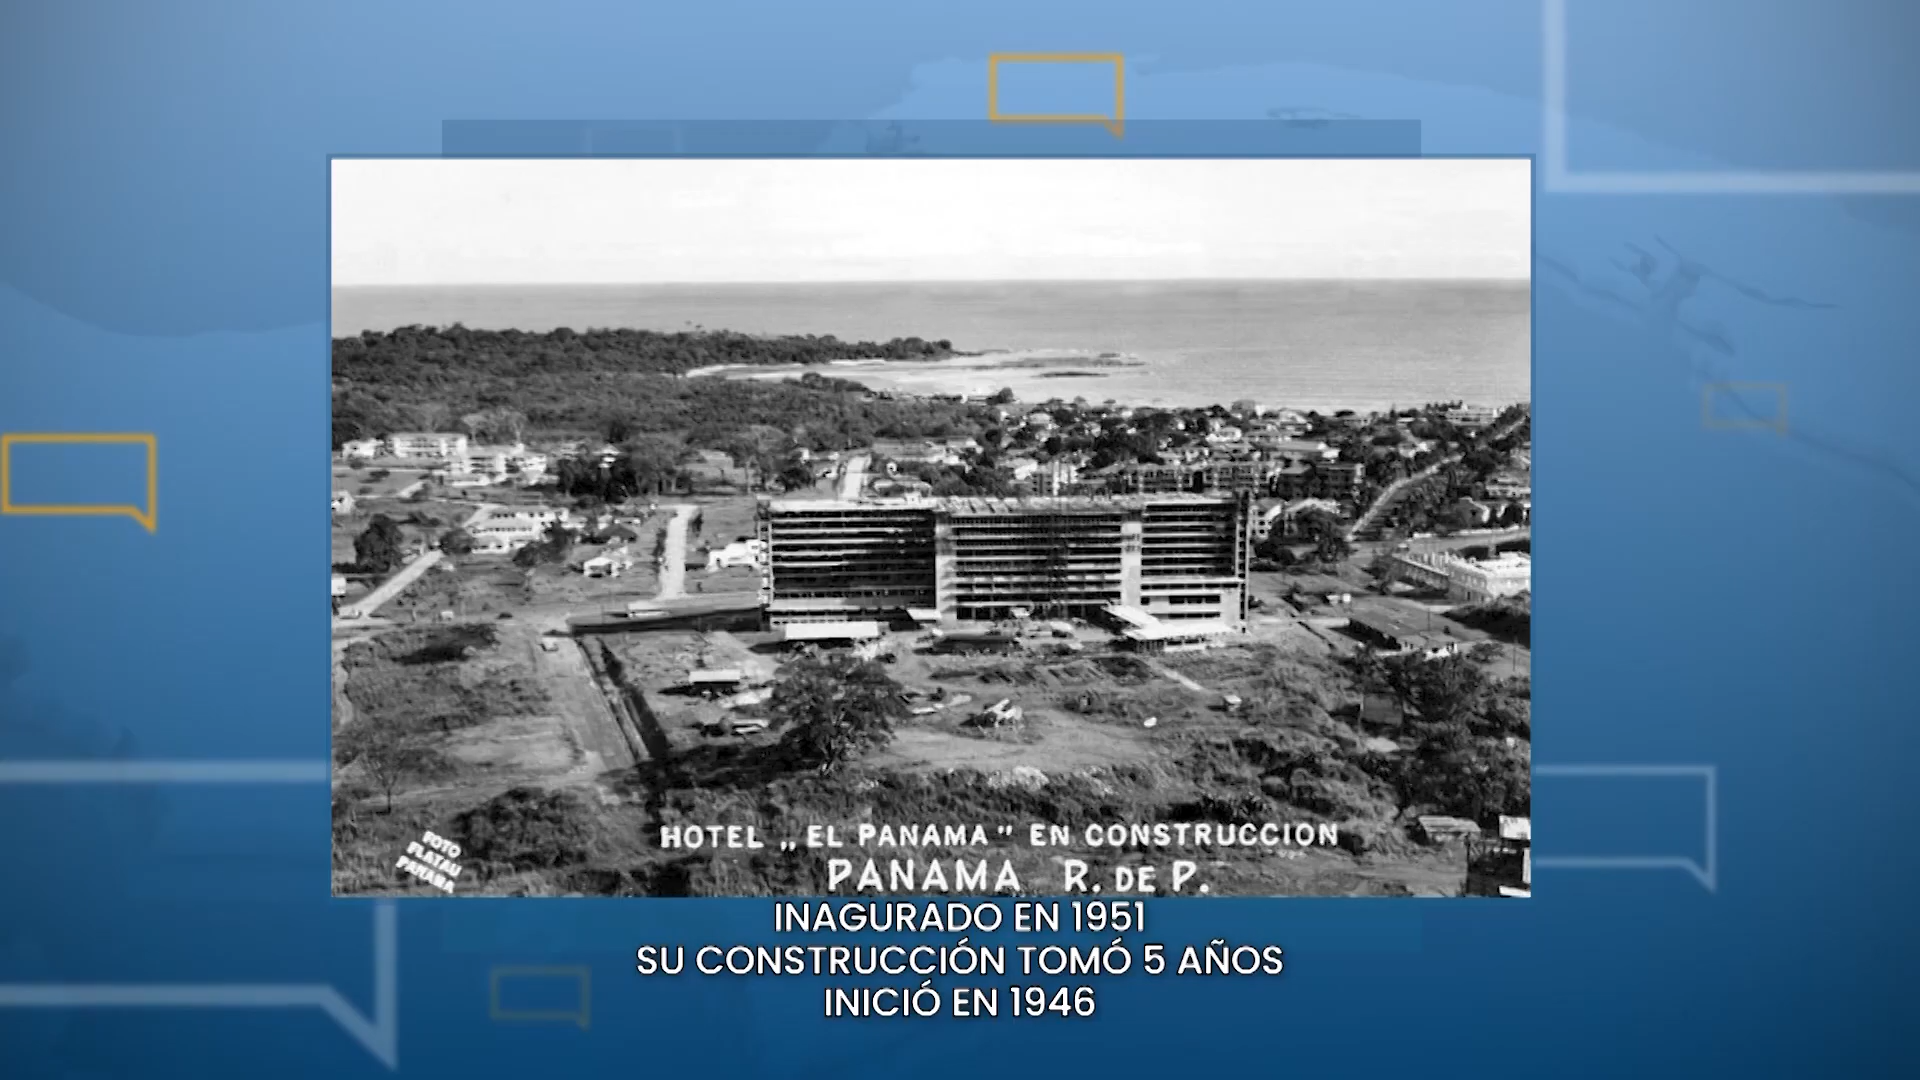 HOTEL „EL PANAMA" EN CONSTRUCCION
PANAMA R. DE P.
FOTO
FLATAU
PANAMA
INAGURADO EN 1951
SU CONSTRUCCIÓN TOMÓ 5 AÑOS
INICIÓ EN 1946